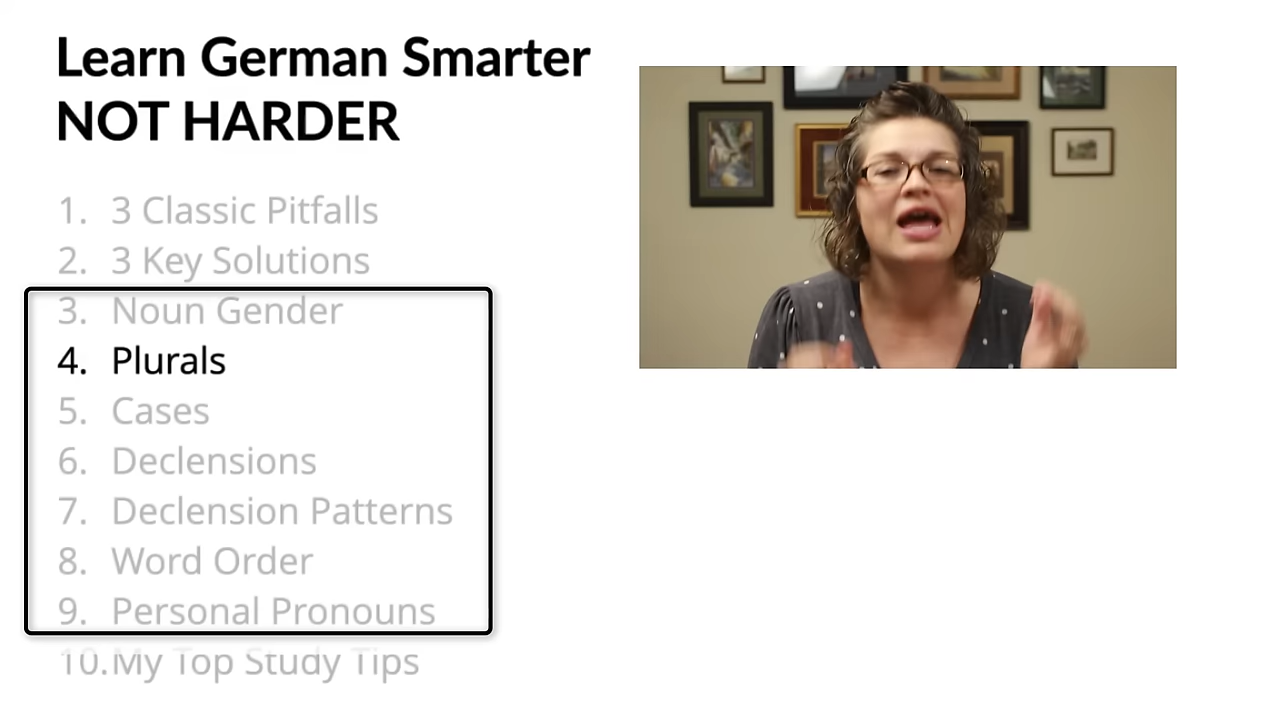 Learn German Smarter
NOT HARDER
1. 3 Classic Pitfalls
2. 3 Key Solutions
3. Noun Gender
4. Plurals
5. Cases
6. Declensions
7. Declension Patterns
8. Word Order
9. Personal Pronouns
10. My Top Study Tips